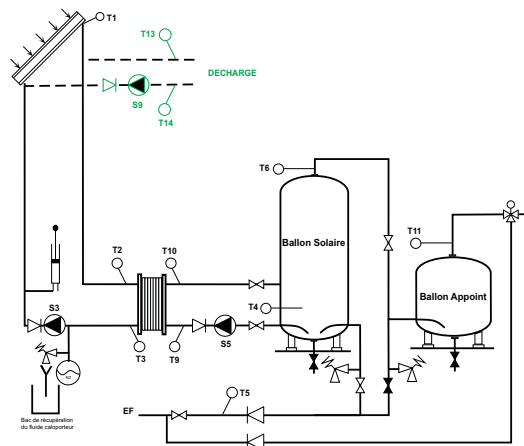 T1
T13
DECHARGE
S9
T14
T6
T2
T10
T11
Ballon Solaire
T4
Ballon Appoint
S3
T3
T9
S5
T5
EF
Bac de récupération
du fluide caloporteur